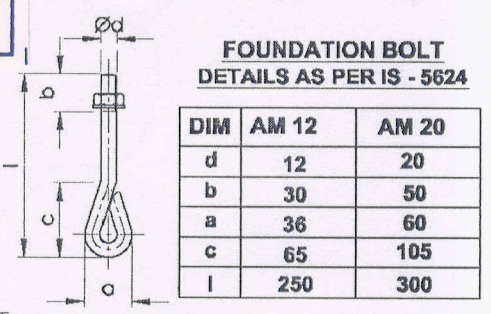 Ød
b
l
c
a
FOUNDATION BOLT
DETAILS AS PER IS - 5624
DIM AM 12 AM 20
d 12 20
b 30 50
a 36 60
c 65 105
l 250 300